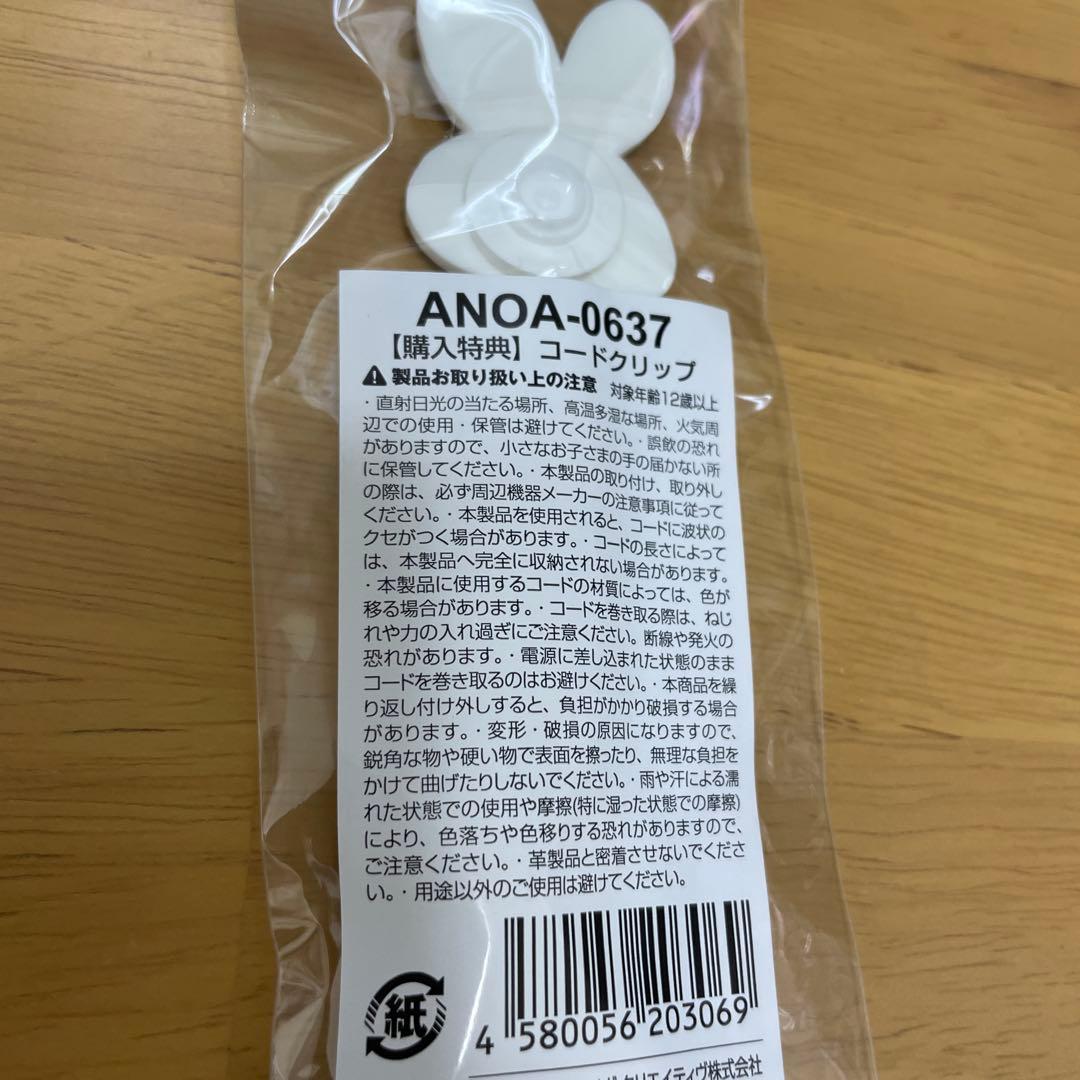 ANOA-0637
【購入特典】コードクリップ
製品お取り扱い上の注意 対象年齢12歳以上
・直射日光の当たる場所、高温多湿な場所、火気周
辺での使用・保管は避けてください。・誤飲の恐れ
がありますので、小さなお子さまの手の届かない所
に保管してください。・本製品の取り付け、取り外し
の際は、必ず周辺機器メーカーの注意事項に従って
ください。・本製品を使用されると、コードに波状の
クセがつく場合があります。・コードの長さによって
は、本製品へ完全に収納されない場合があります。
・本製品に使用するコードの材質によっては、色が
移る場合があります。・コードを巻き取る際は、ねじ
れや力の入れ過ぎにご注意ください。断線や発火の
恐れがあります。・電源に差し込まれた状態のまま
コードを巻き取るのはお避けください。・本商品を繰
り返し付け外しすると、負担がかかり破損する場合
があります。・変形・破損の原因になりますので、
鋭角な物や硬い物で表面を擦ったり、無理な負担を
かけて曲げたりしないでください。・雨や汗による濡
れた状態での使用や摩擦(特に湿った状態での摩擦)
により、色落ちや色移りする恐れがありますので、
ご注意ください。・革製品と密着させないでくださ
い。・用途以外のご使用は避けてください。
紙
4 580056 203069
クリエイティヴ株式会社